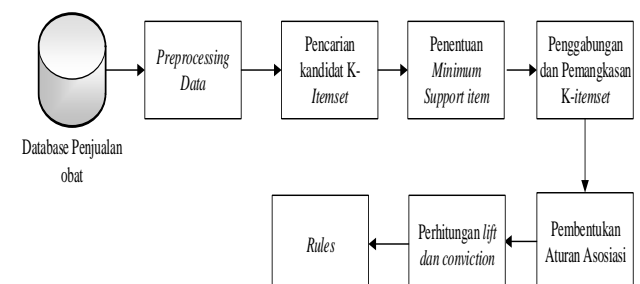 Database Penjualan
obat
Preprocessing
Data
Pencarian
kandidat K-
Itemset
Penentuan
Minimum
Support item
Penggabungan
dan Pemangkasan
K-itemset
Pembentukan
Aturan Asosiasi
Perhitungan lift
dan conviction
Rules